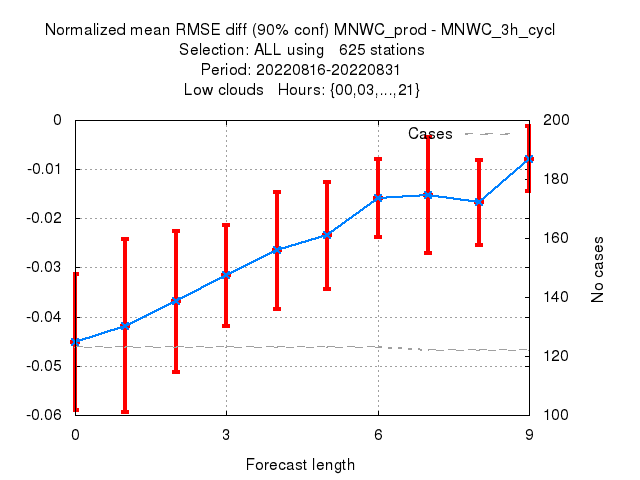 Normalized mean RMSE diff (90% conf) MNWC_prod - MNWC_3h_cycl
Selection: ALL using   625 stations
Period: 20220816-20220831
Low clouds   Hours: {00,03,...,21}
Cases
0
-0.01
-0.02
-0.03
-0.04
-0.05
-0.06
200
180
160
140
120
100
No cases
0 3 6 9
Forecast length